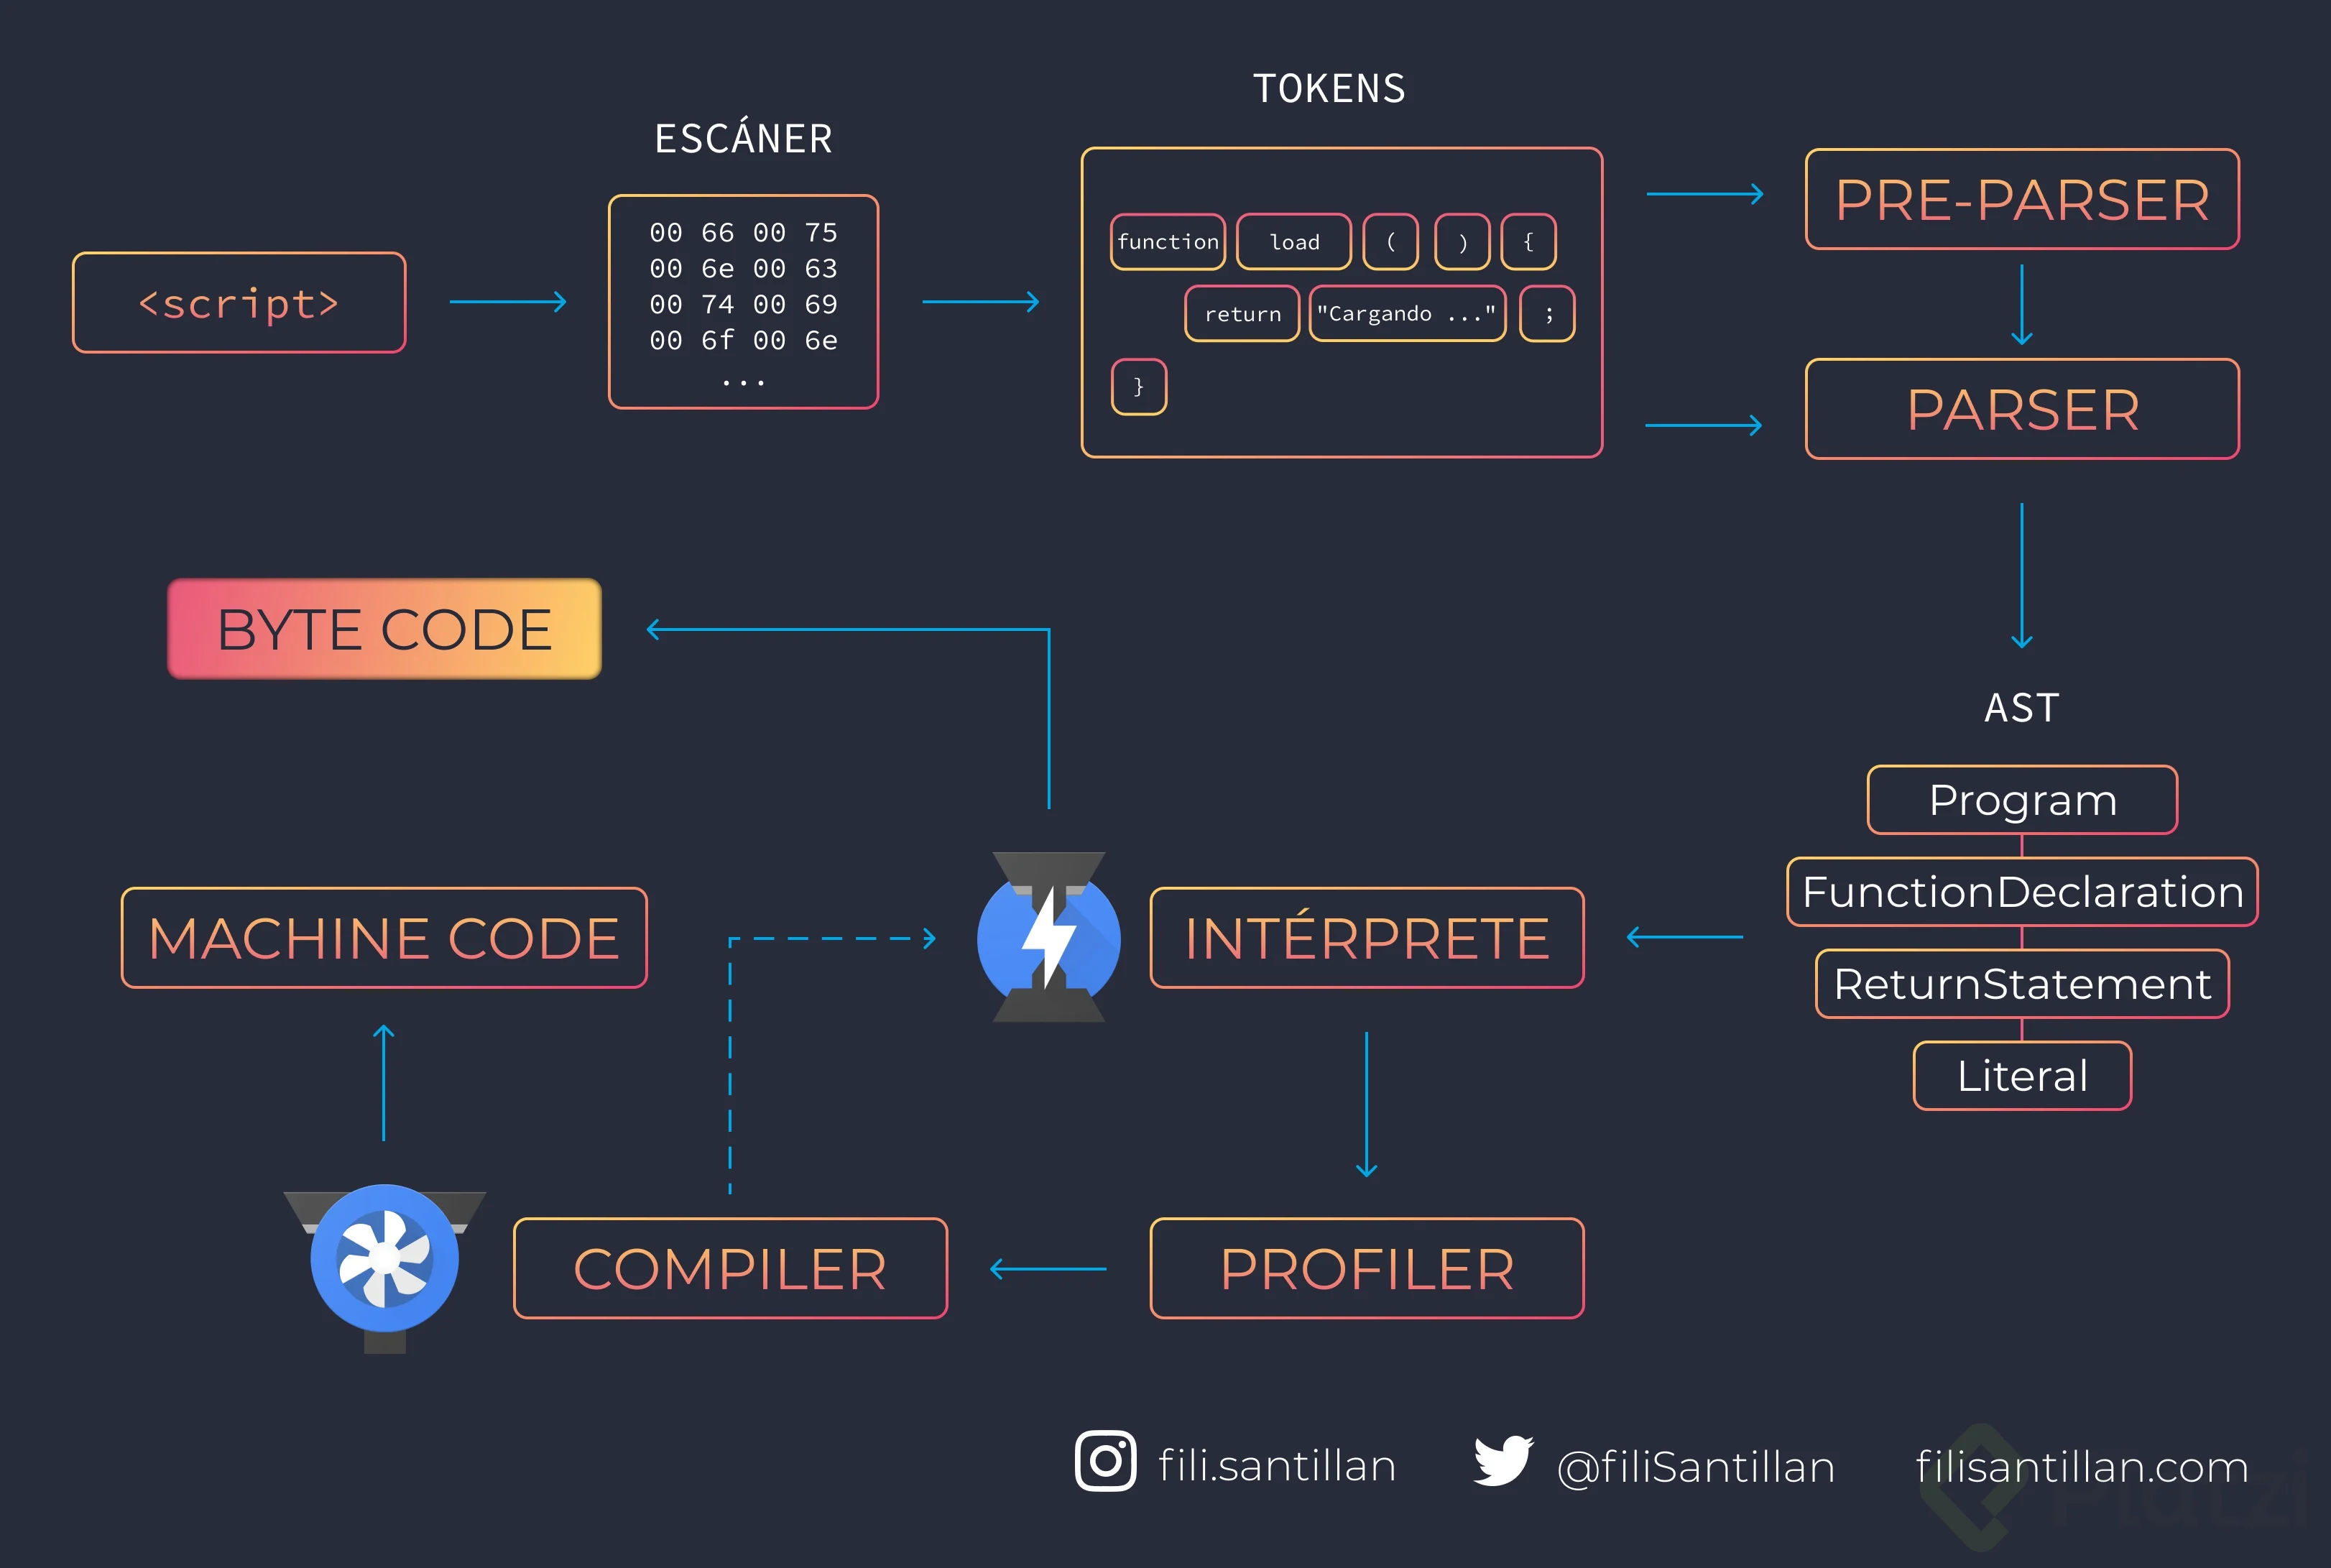 TOKENS
ESCÁNER
<script>
00 66 00 75
00 6e 00 63
00 74 00 69
00 6f 00 6e
...
function load ( ) {
return "Cargando ..." ;
}
PRE-PARSER
PARSER
AST
Program
FunctionDeclaration
ReturnStatement
Literal
BYTE CODE
INTÉRPRETE
MACHINE CODE
PROFILER
COMPILER
fili.santillan
@filiSantillan
filisantillan.com
Platzi